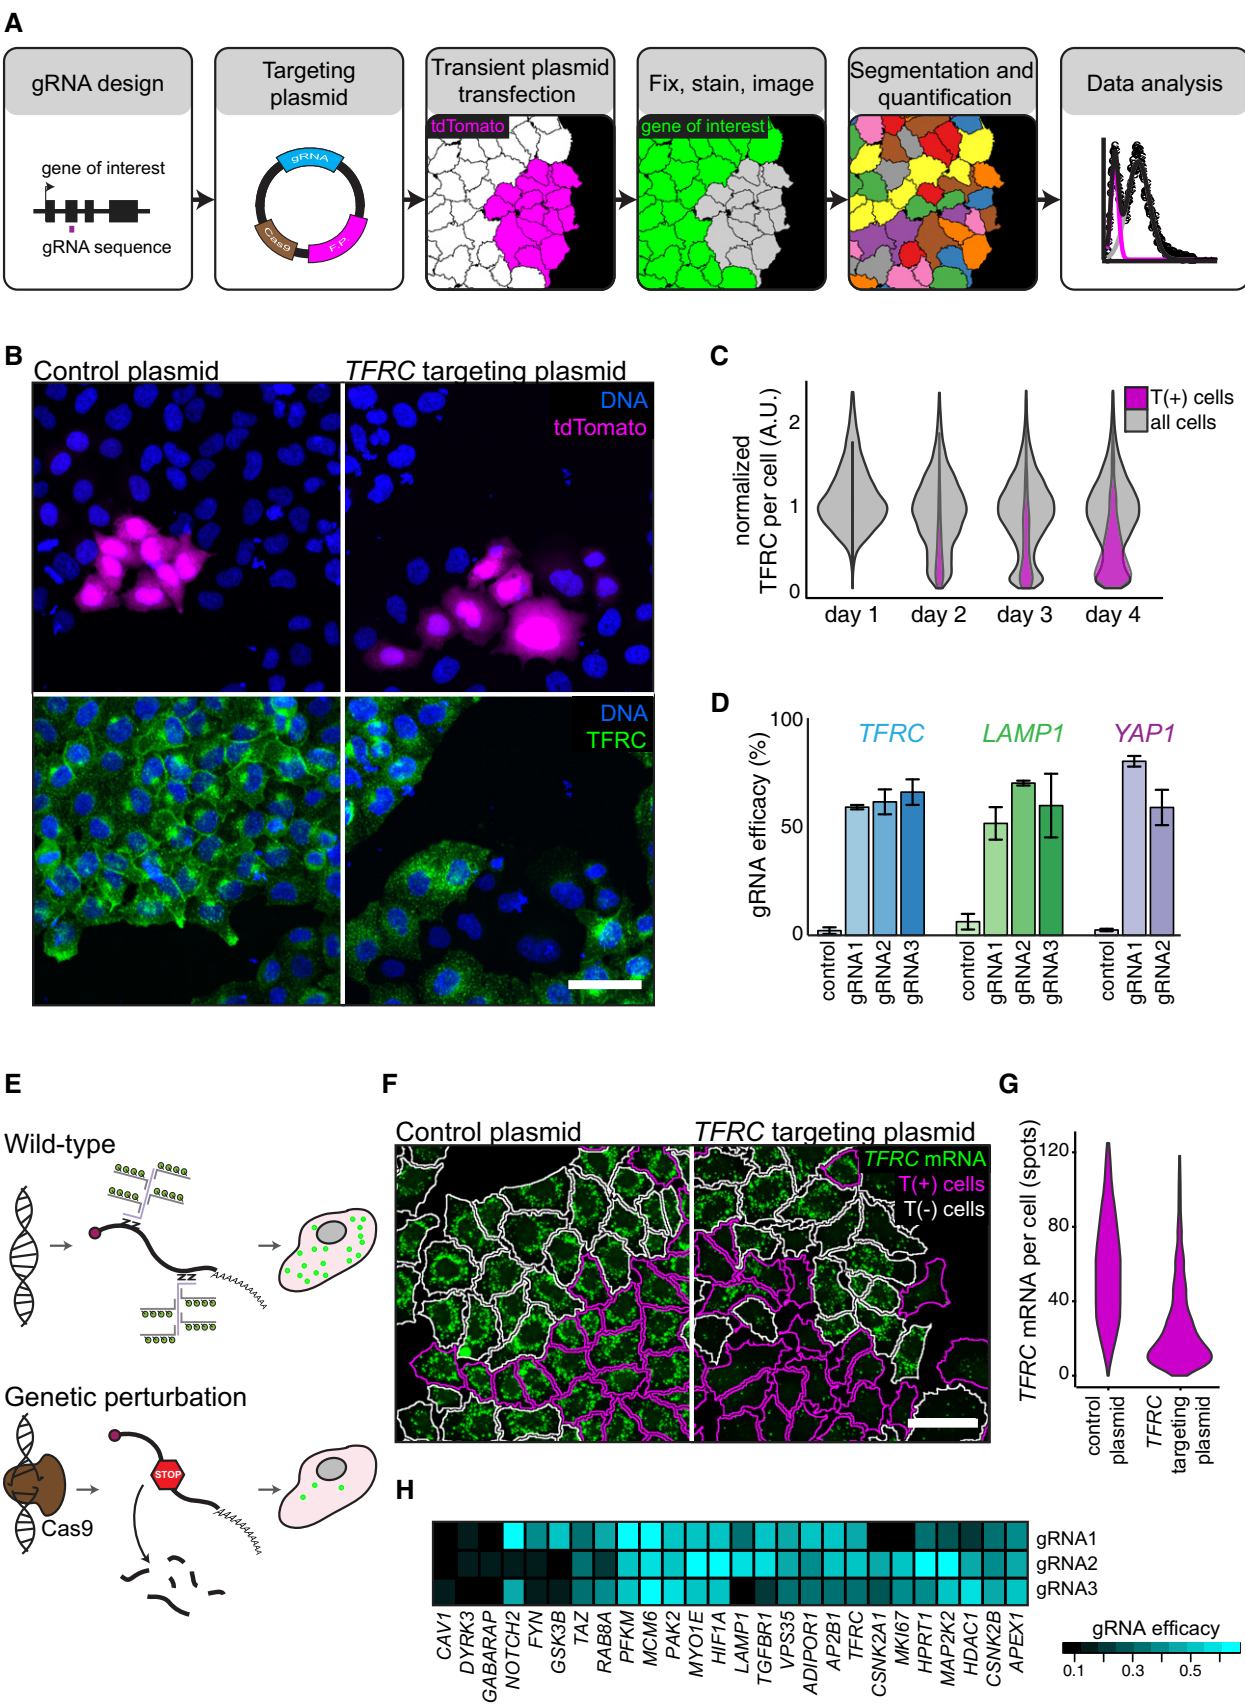 A
gRNA design
Targeting
plasmid
Transient plasmid
transfection
Fix, stain, image
Segmentation and
quantification
Data analysis
gene of interest
gRNA sequence
gRNA
Cas9
F.P.
tdTomato
gene of interest
B
Control plasmid
TFRC targeting plasmid
DNA
tdTomato
DNA
TFRC
C
normalized
TFRC per cell (A.U.)
2
1
0
T(+) cells
all cells
day 1
day 2
day 3
day 4
D
gRNA efficacy (%)
100
50
0
TFRC
LAMP1
YAP1
control
gRNA1
gRNA2
gRNA3
control
gRNA1
gRNA2
gRNA3
control
gRNA1
gRNA2
E
Wild-type
NN
NN
AAAAAAAAAA
Genetic perturbation
STOP
Cas9
AAAAAAAAAA
F
Control plasmid
TFRC targeting plasmid
TFRC mRNA
T(+) cells
T(-) cells
G
TFRC mRNA per cell (spots)
120
80
40
0
control
plasmid
TFRC
targeting
plasmid
H
gRNA1
gRNA2
gRNA3
CAV1
DYRK3
GABARAP
NOTCH2
FYN
GSK3B
TAZ
RAB8A
PFKM
MCM6
PAK2
MYO1E
HIF1A
LAMP1
TGFBR1
VPS35
ADIPOR1
AP2B1
TFRC
CSNK2A1
MKI67
HPRT1
MAP2K2
HDAC1
CSNK2B
APEX1
gRNA efficacy
0.1
0.3
0.5